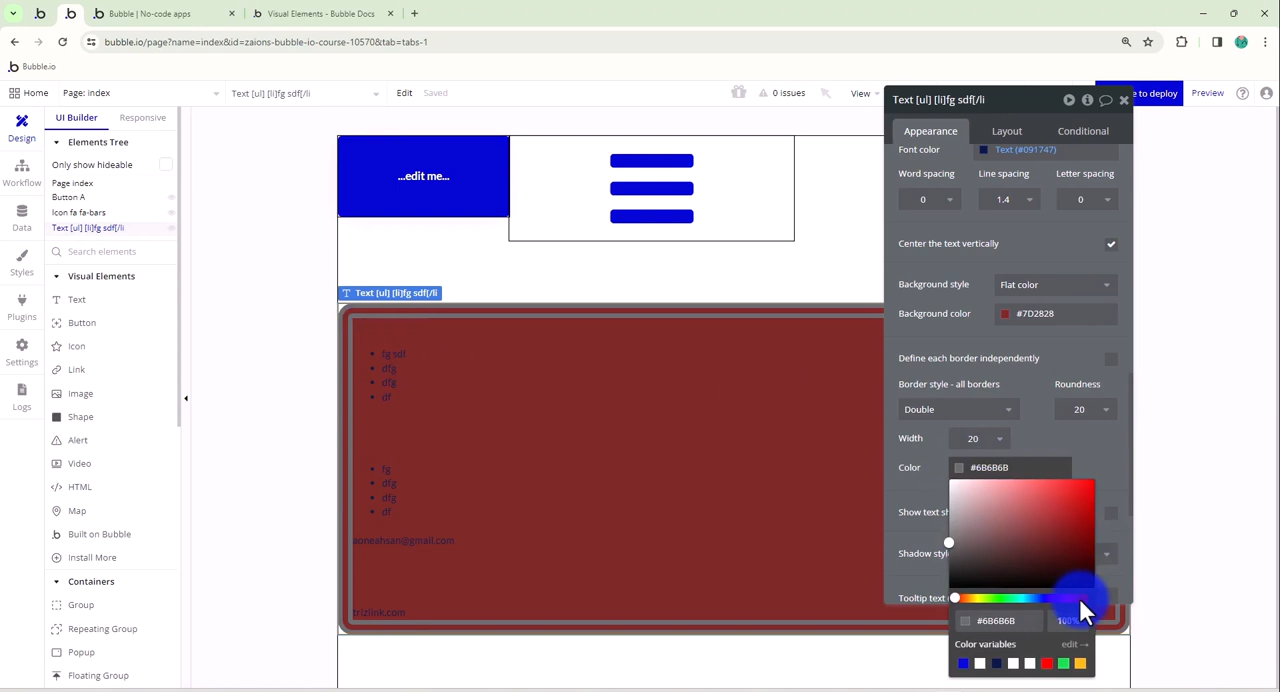 Bubble | No-code apps
Visual Elements - Bubble Docs
bubble.io/page?name=index&id=zaions-bubble-io-course-10570&tab=tabs-1
Bubble.io
Home
Page: index
Text [ul] [li]fg sdf[/li
Edit
Saved
0 issues
View
e to deploy
Preview
Design
Workflow
Data
Styles
Plugins
Settings
Logs
UI Builder
Responsive
Elements Tree
Only show hideable
Page index
Button A
Icon fa fa-bars
Text [ul] [li]fg sdf[/li
Search elements
Visual Elements
Text
Button
Icon
Link
Image
Shape
Alert
Video
HTML
Map
Built on Bubble
Install More
Containers
Group
Repeating Group
Popup
Floating Group
...edit me...
Text [ul] [li]fg sdf[/li
fg sdf
dfg
dfg
df
fg
dfg
dfg
df
aoneahsan@gmail.com
trizlink.com
Text [ul] [li]fg sdf[/li
Appearance
Layout
Conditional
Font color
Text (#091747)
Word spacing
Line spacing
Letter spacing
0
1.4
0
Center the text vertically
Background style
Flat color
Background color
#7D2828
Define each border independently
Border style - all borders
Roundness
Double
20
Width
20
Color
#6B6B6B
Show text sh
Shadow style
Tooltip text
#6B6B6B
100%
Color variables
edit →